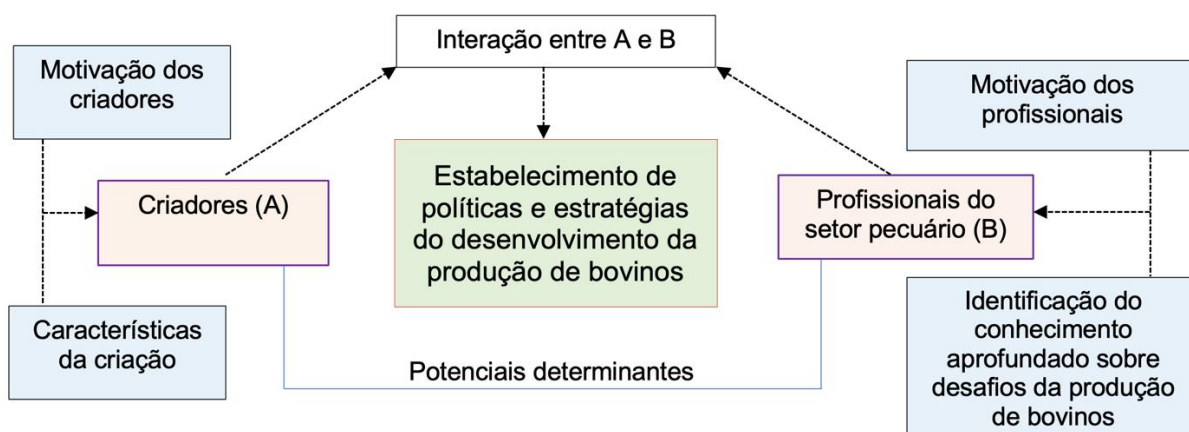 Interação entre A e B
Motivação dos
criadores
Motivação dos
profissionais
Criadores (A)
Estabelecimento de
políticas e estratégias
do desenvolvimento da
produção de bovinos
Profissionais do
setor pecuário (B)
Características
da criação
Potenciais determinantes
Identificação do
conhecimento
aprofundado sobre
desafios da produção
de bovinos